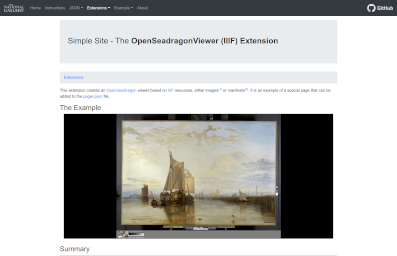 THE NATIONAL GALLERY
Home Instructions JSON Extensions Example About GitHub
Simple Site - The OpenSeadragonViewer (IIIF) Extension
Extensions
This extension creates an OpenSeadragon viewer based on IIIF resources, either images[1] or manifests[2]. It is an example of a special page that can be
added to the pages.json file.
The Example
Summary